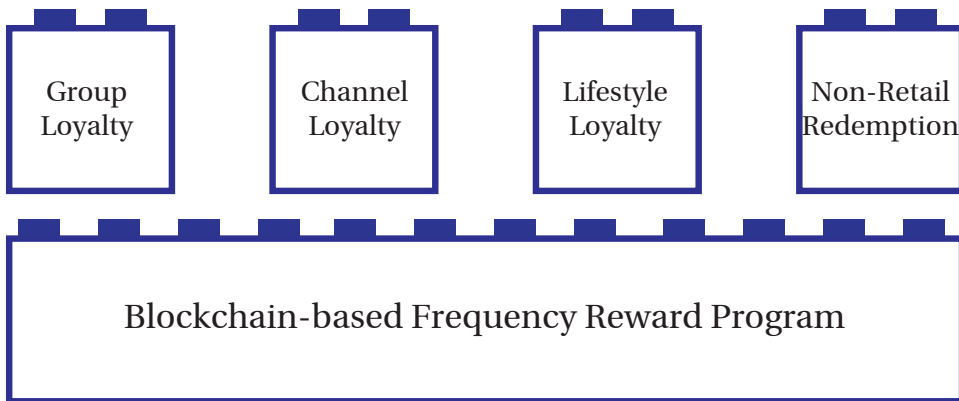 Group
Loyalty
Channel
Loyalty
Lifestyle
Loyalty
Non-Retail
Redemption
Blockchain-based Frequency Reward Program